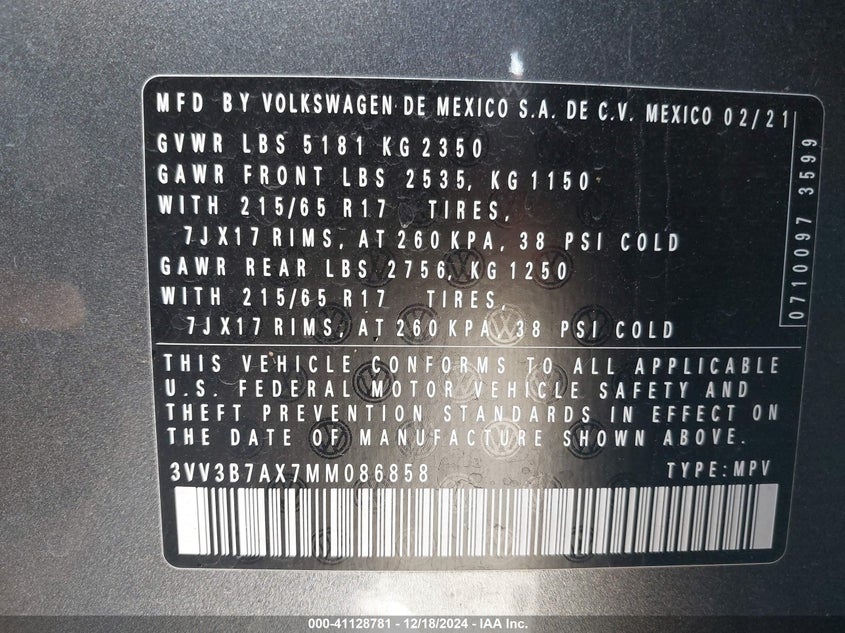 MFD BY VOLKSWAGEN DE MEXICO S.A. DE C.V. MEXICO 02/21
GVWR LBS 5181 KG 2350
GAWR FRONT LBS 2535, KG 1150
WITH 215/65 R17 TIRES,
7JX17 RIMS, AT 260 KPA, 38 PSI COLD
GAWR REAR LBS 2756, KG 1250
WITH 215/65 R17 TIRES,
7JX17 RIMS, AT 260 KPA, 38 PSI COLD
0710097 3599
THIS VEHICLE CONFORMS TO ALL APPLICABLE
U.S. FEDERAL MOTOR VEHICLE SAFETY AND
THEFT PREVENTION STANDARDS IN EFFECT ON
THE DATE OF MANUFACTURE SHOWN ABOVE.
3VV3B7AX7MM086858 TYPE: MPV
000-41128781 - 12/18/2024 - IAA Inc.